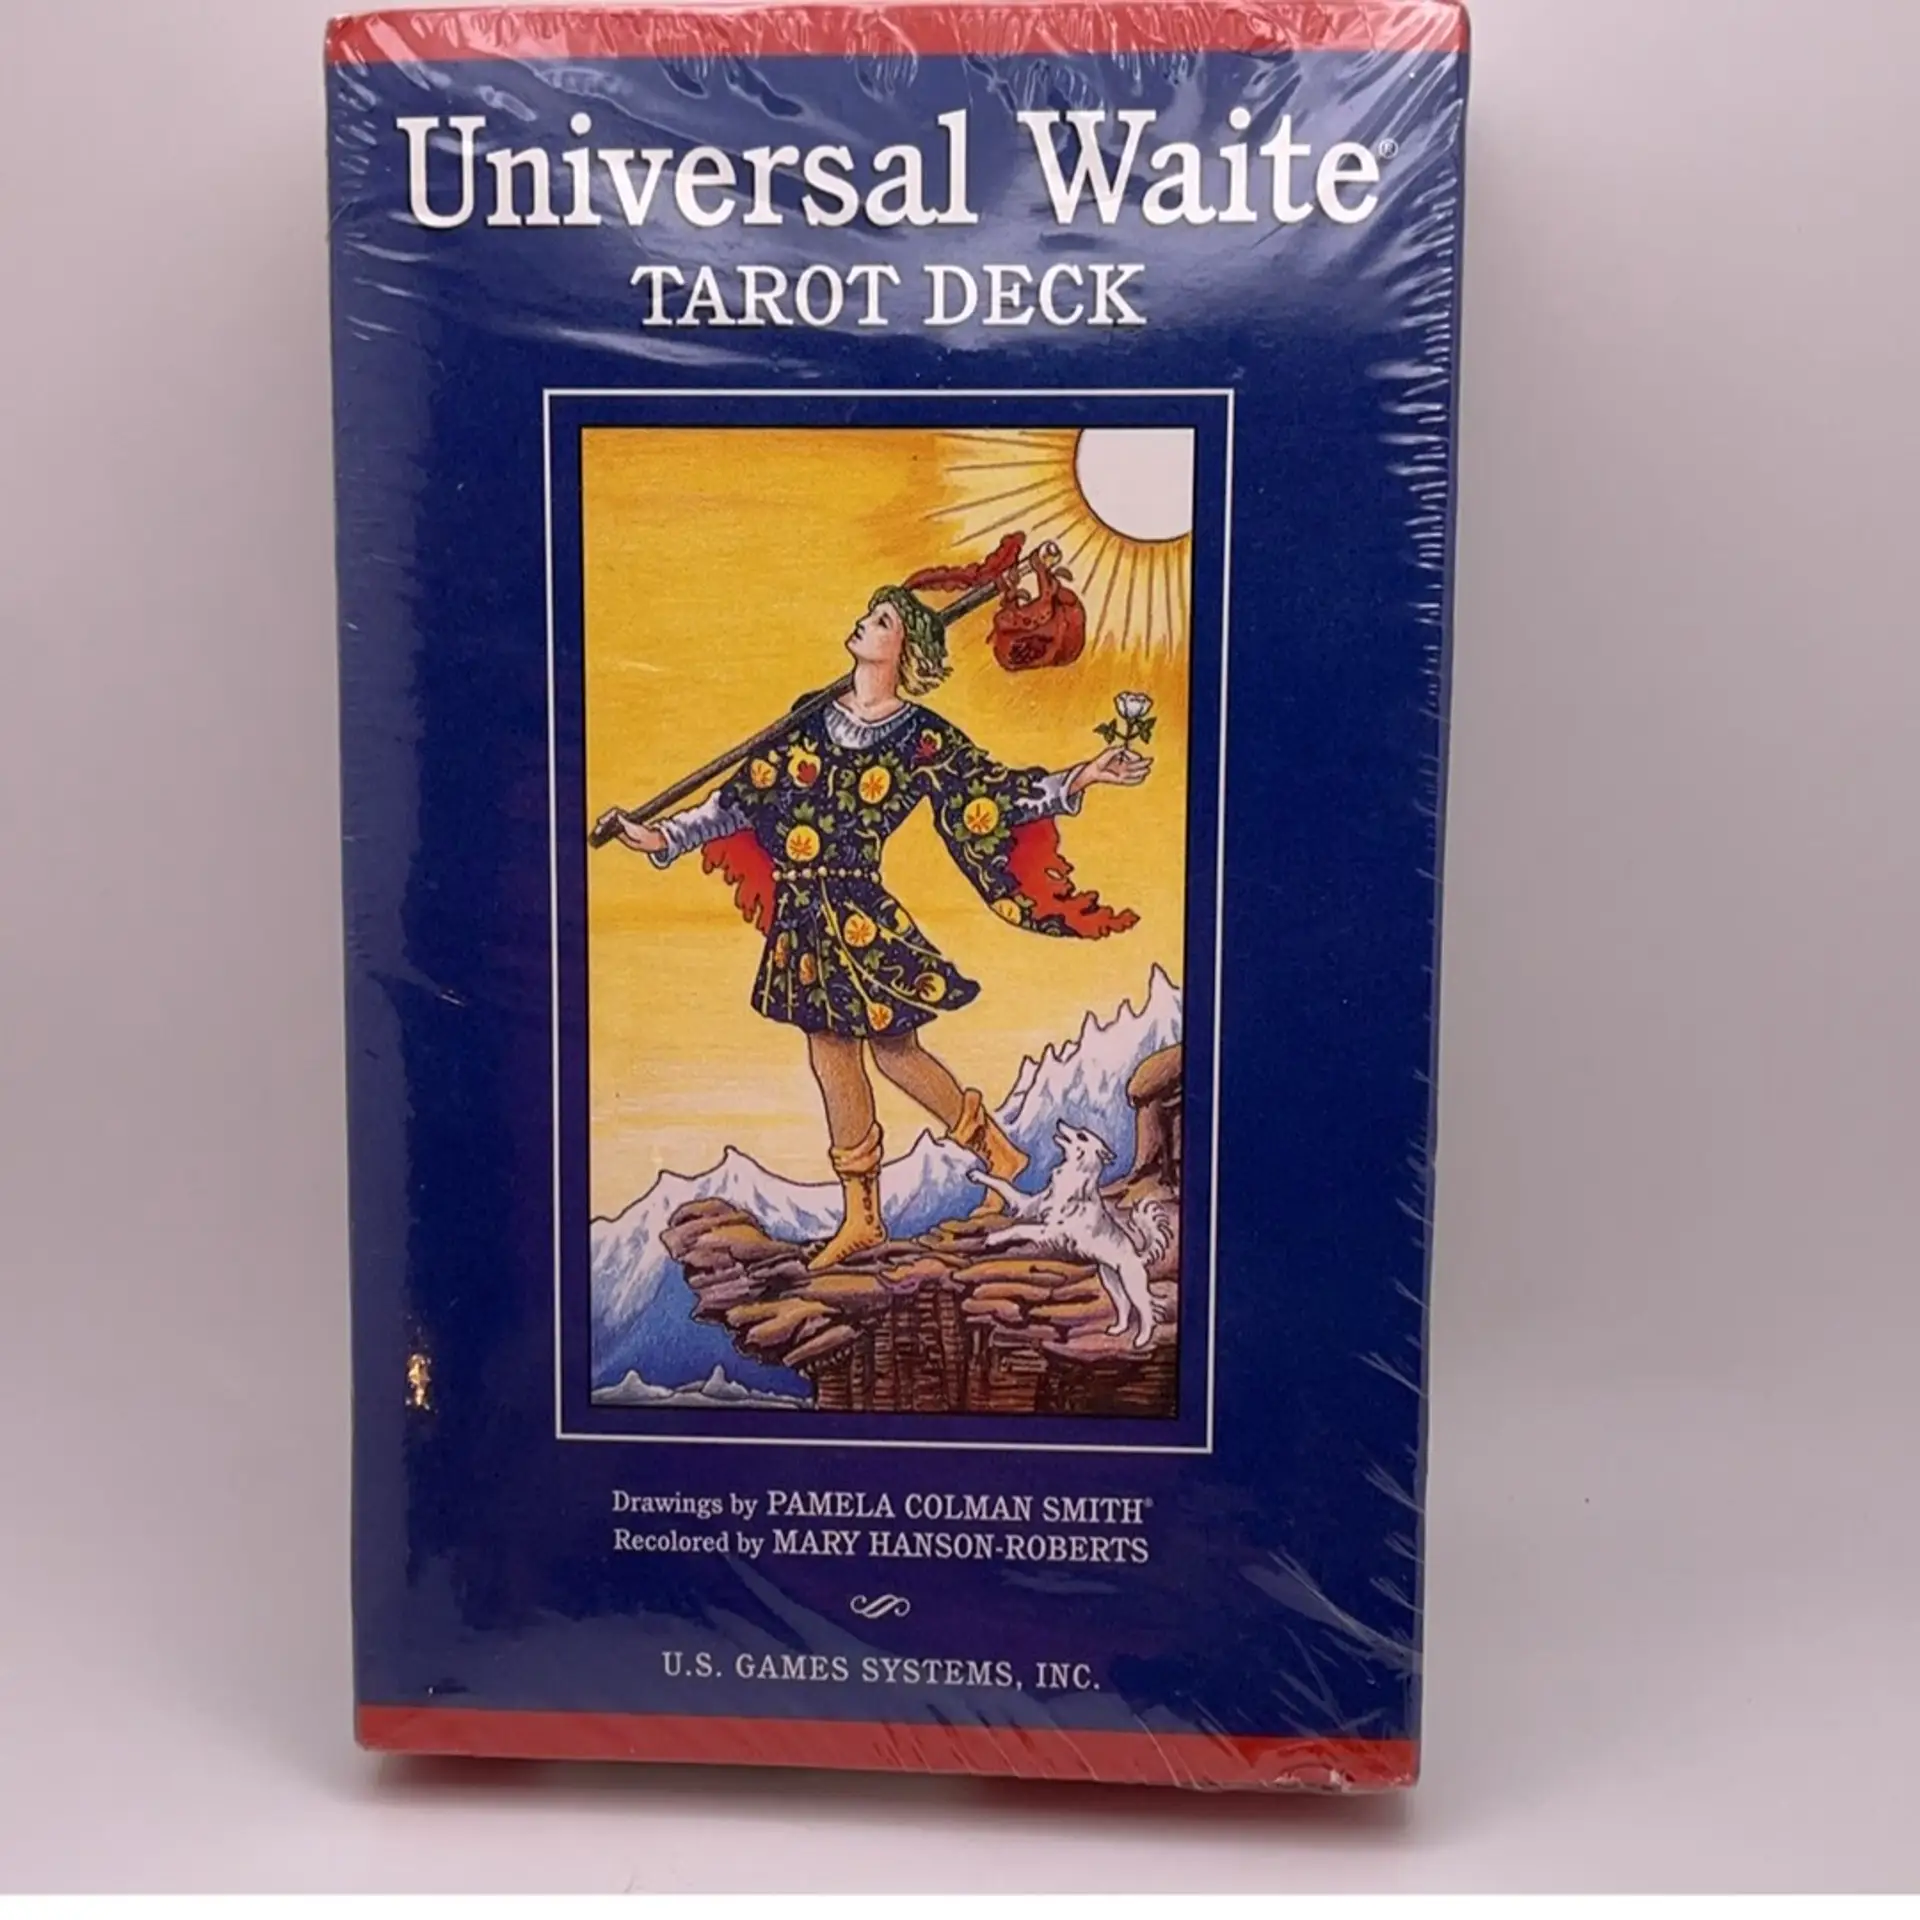 Universal Waite®
TAROT DECK
Drawings by PAMELA COLMAN SMITH®
Recolored by MARY HANSON-ROBERTS
U.S. GAMES SYSTEMS, INC.